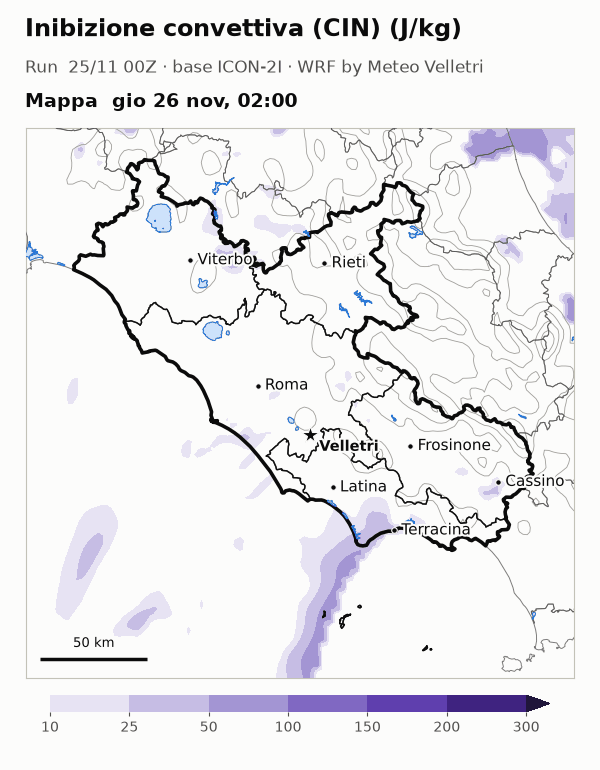 Inibizione convettiva (CIN) (J/kg)
Run 25/11 00Z · base ICON-2I · WRF by Meteo Velletri
Mappa gio 26 nov, 02:00
Viterbo
Rieti
Roma
Velletri
Frosinone
Cassino
Latina
Terracina
50 km
10 25 50 100 150 200 300